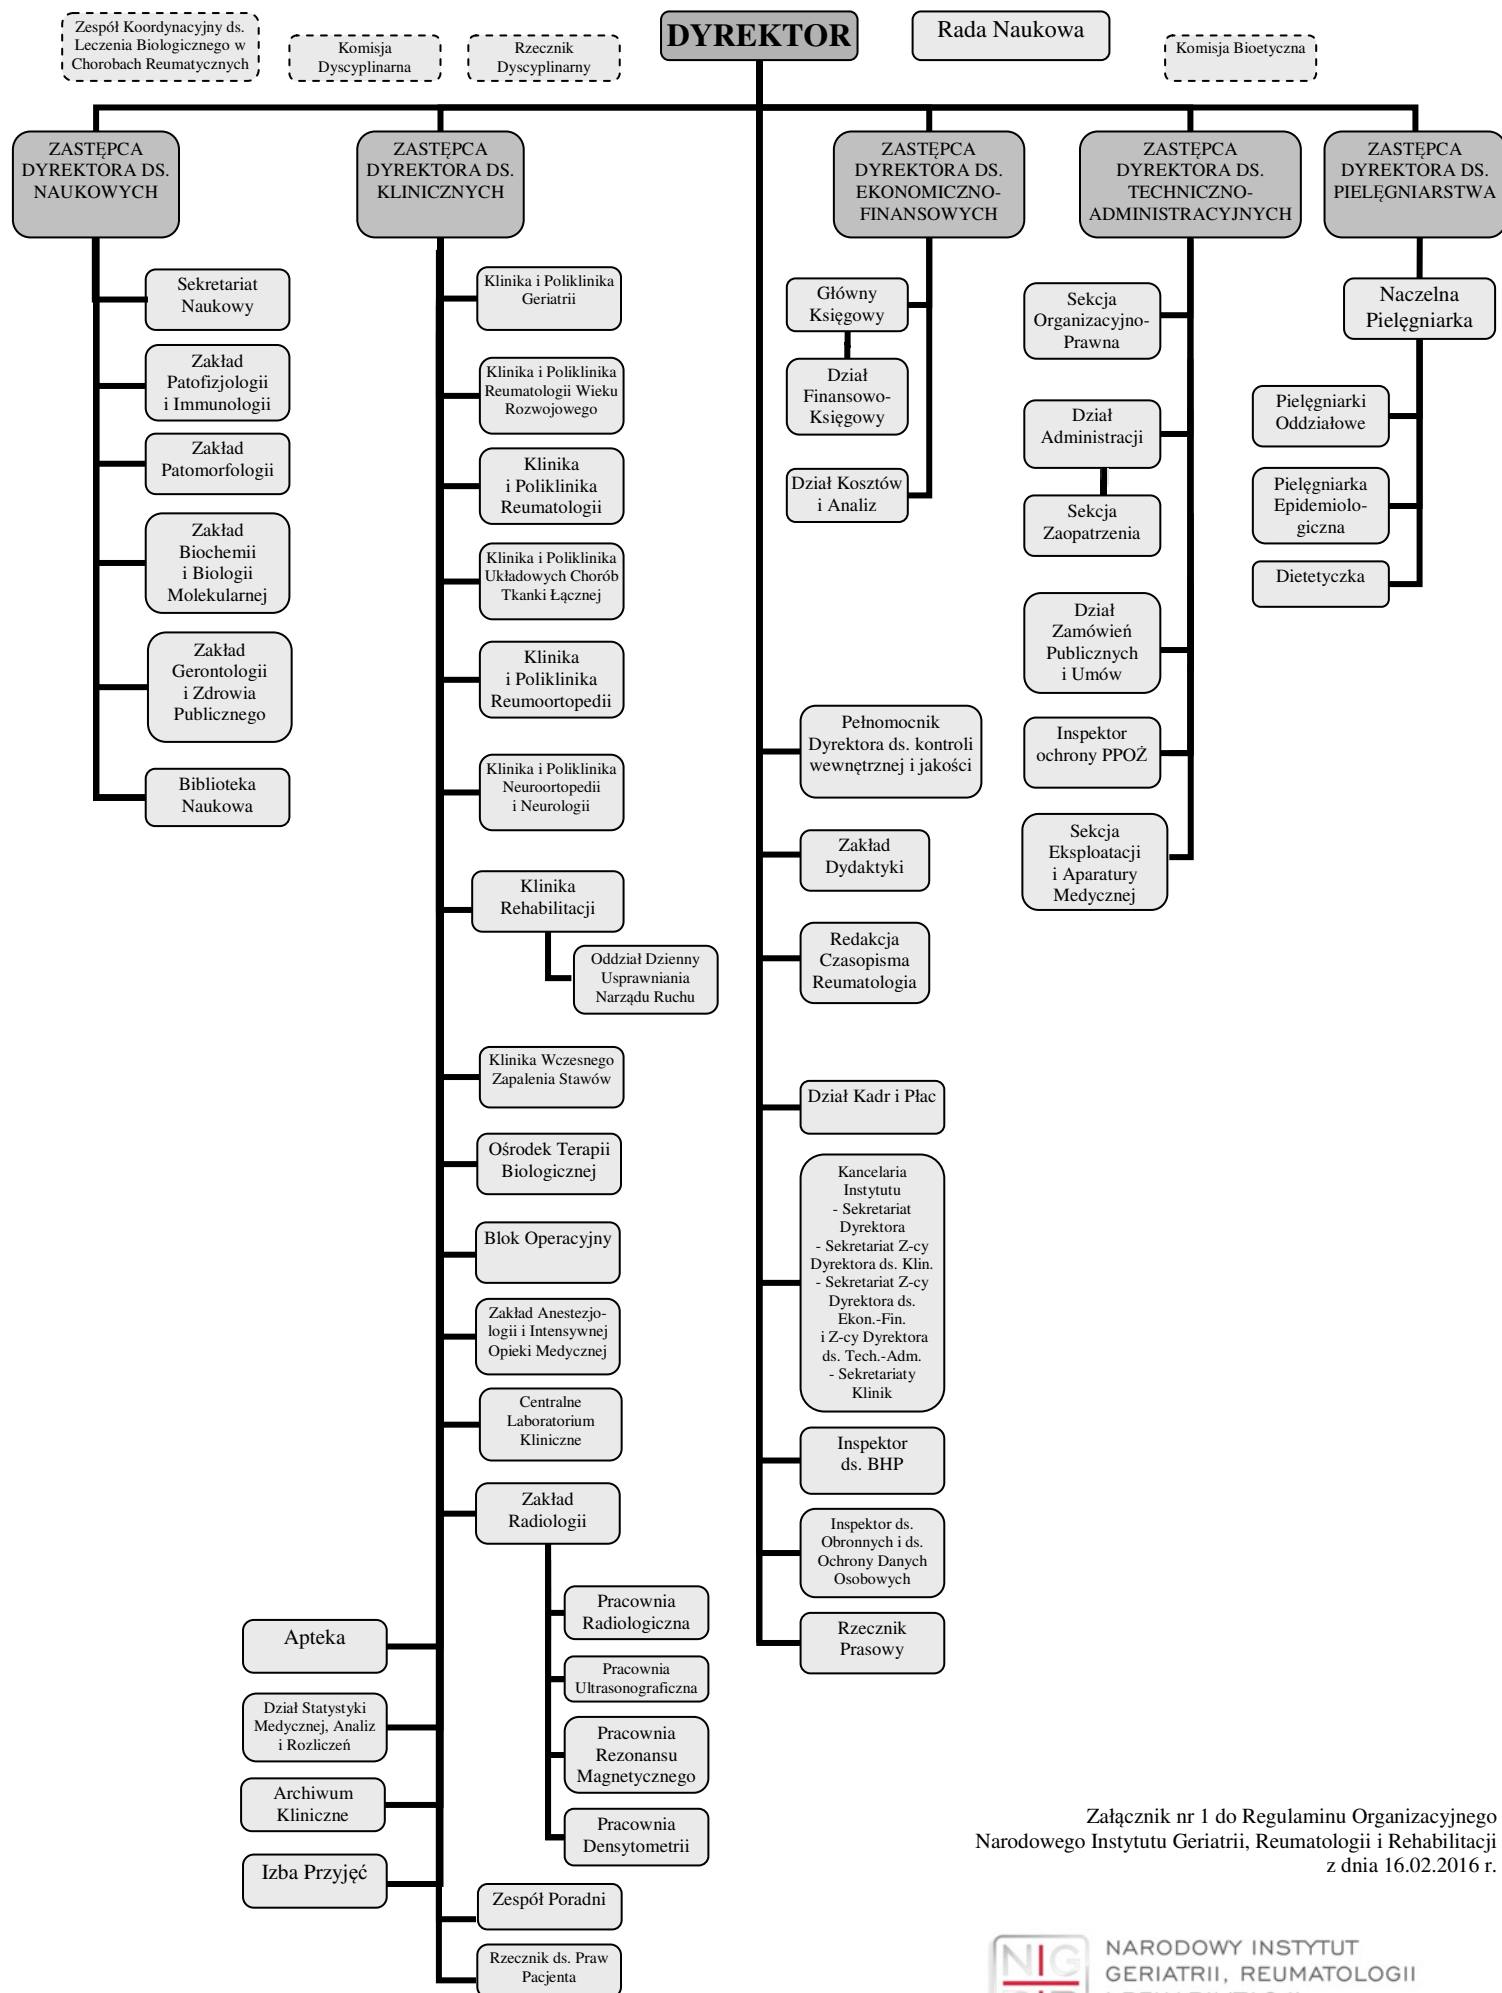 Zespół Koordynacyjny ds.
Leczenia Biologicznego w
Chorobach Reumatycznych
Komisja
Dyscyplinarna
Rzecznik
Dyscyplinarny
DYREKTOR
Rada Naukowa
Komisja Bioetyczna
ZASTĘPCA
DYREKTORA DS.
NAUKOWYCH
ZASTĘPCA
DYREKTORA DS.
KLINICZNYCH
ZASTĘPCA
DYREKTORA DS.
EKONOMICZNO-
FINANSOWYCH
ZASTĘPCA
DYREKTORA DS.
TECHNICZNO-
ADMINISTRACYJNYCH
ZASTĘPCA
DYREKTORA DS.
PIELĘGNIARSTWA
Sekretariat
Naukowy
Zakład
Patofizjologii
i Immunologii
Zakład
Patomorfologii
Zakład
Biochemii
i Biologii
Molekularnej
Zakład
Gerontologii
i Zdrowia
Publicznego
Biblioteka
Naukowa
Klinika i Poliklinika
Geriatrii
Klinika i Poliklinika
Reumatologii Wieku
Rozwojowego
Klinika
i Poliklinika
Reumatologii
Klinika i Poliklinika
Układowych Chorób
Tkanki Łącznej
Klinika
i Poliklinika
Reumoortopedii
Klinika i Poliklinika
Neuroortopedii
i Neurologii
Klinika
Rehabilitacji
Oddział Dzienny
Usprawniania
Narządu Ruchu
Klinika Wczesnego
Zapalenia Stawów
Ośrodek Terapii
Biologicznej
Blok Operacyjny
Zakład Anestezjo-
logii i Intensywnej
Opieki Medycznej
Centralne
Laboratorium
Kliniczne
Zakład
Radiologii
Pracownia
Radiologiczna
Pracownia
Ultrasonograficzna
Pracownia
Rezonansu
Magnetycznego
Pracownia
Densytometrii
Apteka
Dział Statystyki
Medycznej, Analiz
i Rozliczeń
Archiwum
Kliniczne
Izba Przyjęć
Zespół Poradni
Rzecznik ds. Praw
Pacjenta
Główny
Księgowy
Dział
Finansowo-
Księgowy
Dział Kosztów
i Analiz
Pełnomocnik
Dyrektora ds. kontroli
wewnętrznej i jakości
Zakład
Dydaktyki
Redakcja
Czasopisma
Reumatologia
Dział Kadr i Płac
Kancelaria
Instytutu
- Sekretariat
Dyrektora
- Sekretariat Z-cy
Dyrektora ds. Klin.
- Sekretariat Z-cy
Dyrektora ds.
Ekon.-Fin.
i Z-cy Dyrektora
ds. Tech.-Adm.
- Sekretariaty
Klinik
Inspektor
ds. BHP
Inspektor ds.
Obronnych i ds.
Ochrony Danych
Osobowych
Rzecznik
Prasowy
Sekcja
Organizacyjno-
Prawna
Dział
Administracji
Sekcja
Zaopatrzenia
Dział
Zamówień
Publicznych
i Umów
Inspektor
ochrony PPOŻ
Sekcja
Eksploatacji
i Aparatury
Medycznej
Naczelna
Pielęgniarka
Pielęgniarki
Oddziałowe
Pielęgniarka
Epidemiolo-
giczna
Dietetyczka
Załącznik nr 1 do Regulaminu Organizacyjnego
Narodowego Instytutu Geriatrii, Reumatologii i Rehabilitacji
z dnia 16.02.2016 r.
NIG
NARODOWY INSTYTUT
GERIATRII, REUMATOLOGII